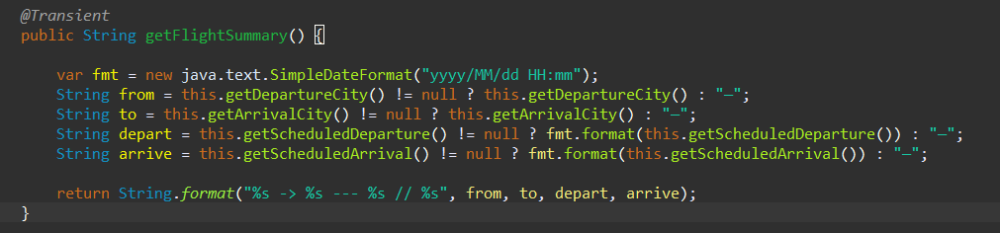 @Transient
public String getFlightSummary() {
var fmt = new java.text.SimpleDateFormat("yyyy/MM/dd HH:mm");
String from = this.getDepartureCity() != null ? this.getDepartureCity() : "—";
String to = this.getArrivalCity() != null ? this.getArrivalCity() : "—";
String depart = this.getScheduledDeparture() != null ? fmt.format(this.getScheduledDeparture()) : "—";
String arrive = this.getScheduledArrival() != null ? fmt.format(this.getScheduledArrival()) : "—";
return String.format("%s -> %s --- %s // %s", from, to, depart, arrive);
}